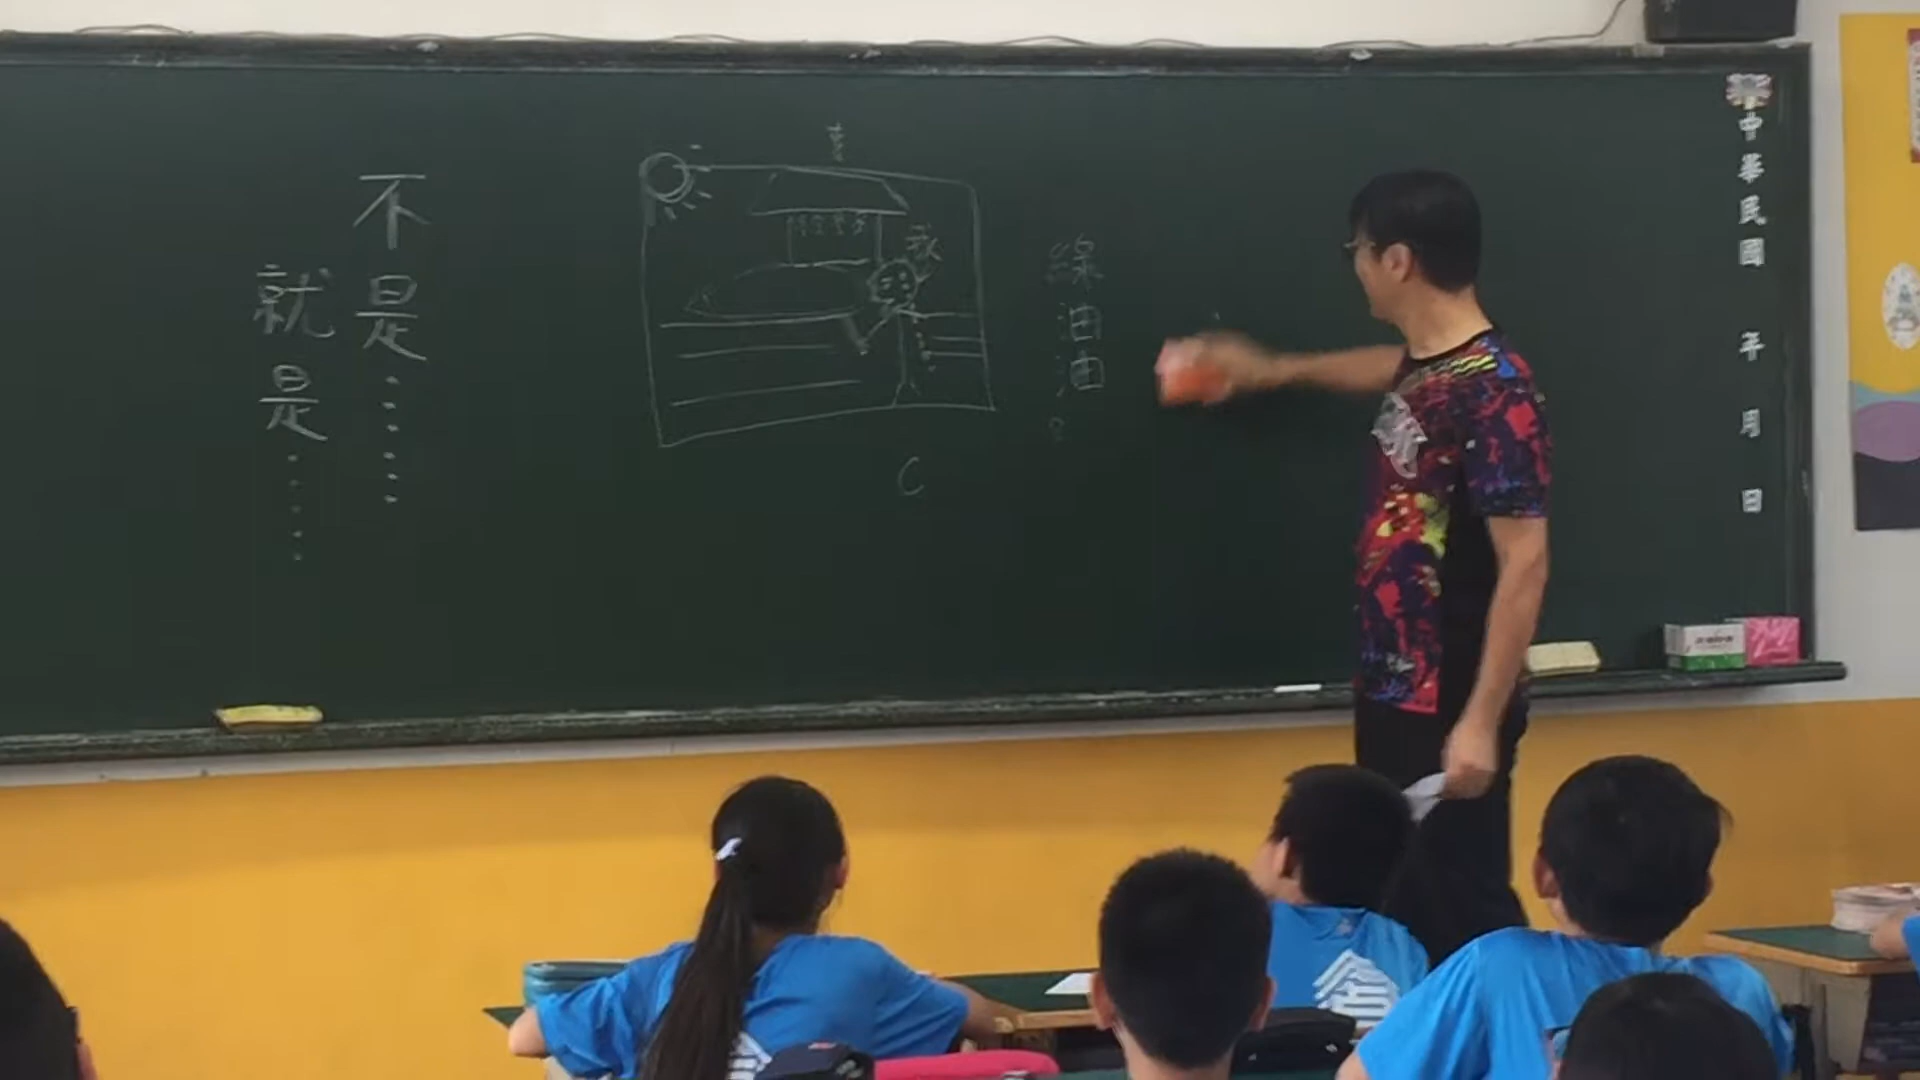 中華民國 年 月 日
綠油油
我
C
不是……
就是……